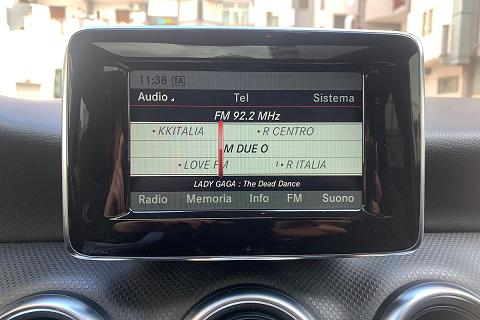 11:38 TA
Audio Tel Sistema
FM 92.2 MHz
• KKITALIA • R CENTRO
M DUE O
• LOVE FM • R ITALIA
LADY GAGA : The Dead Dance
Radio Memoria Info FM Suono